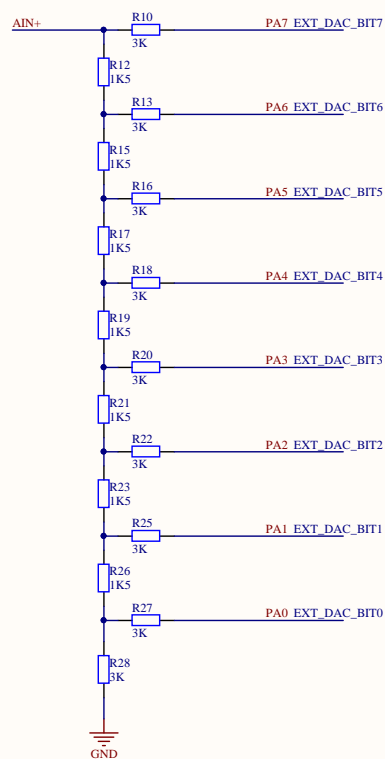 R10
AIN+ PA7 EXT_DAC_BIT7
3K
R12
1K5
R13
PA6 EXT_DAC_BIT6
3K
R15
1K5
R16
PA5 EXT_DAC_BIT5
3K
R17
1K5
R18
PA4 EXT_DAC_BIT4
3K
R19
1K5
R20
PA3 EXT_DAC_BIT3
3K
R21
1K5
R22
PA2 EXT_DAC_BIT2
3K
R23
1K5
R25
PA1 EXT_DAC_BIT1
3K
R26
1K5
R27
PA0 EXT_DAC_BIT0
3K
R28
3K
GND